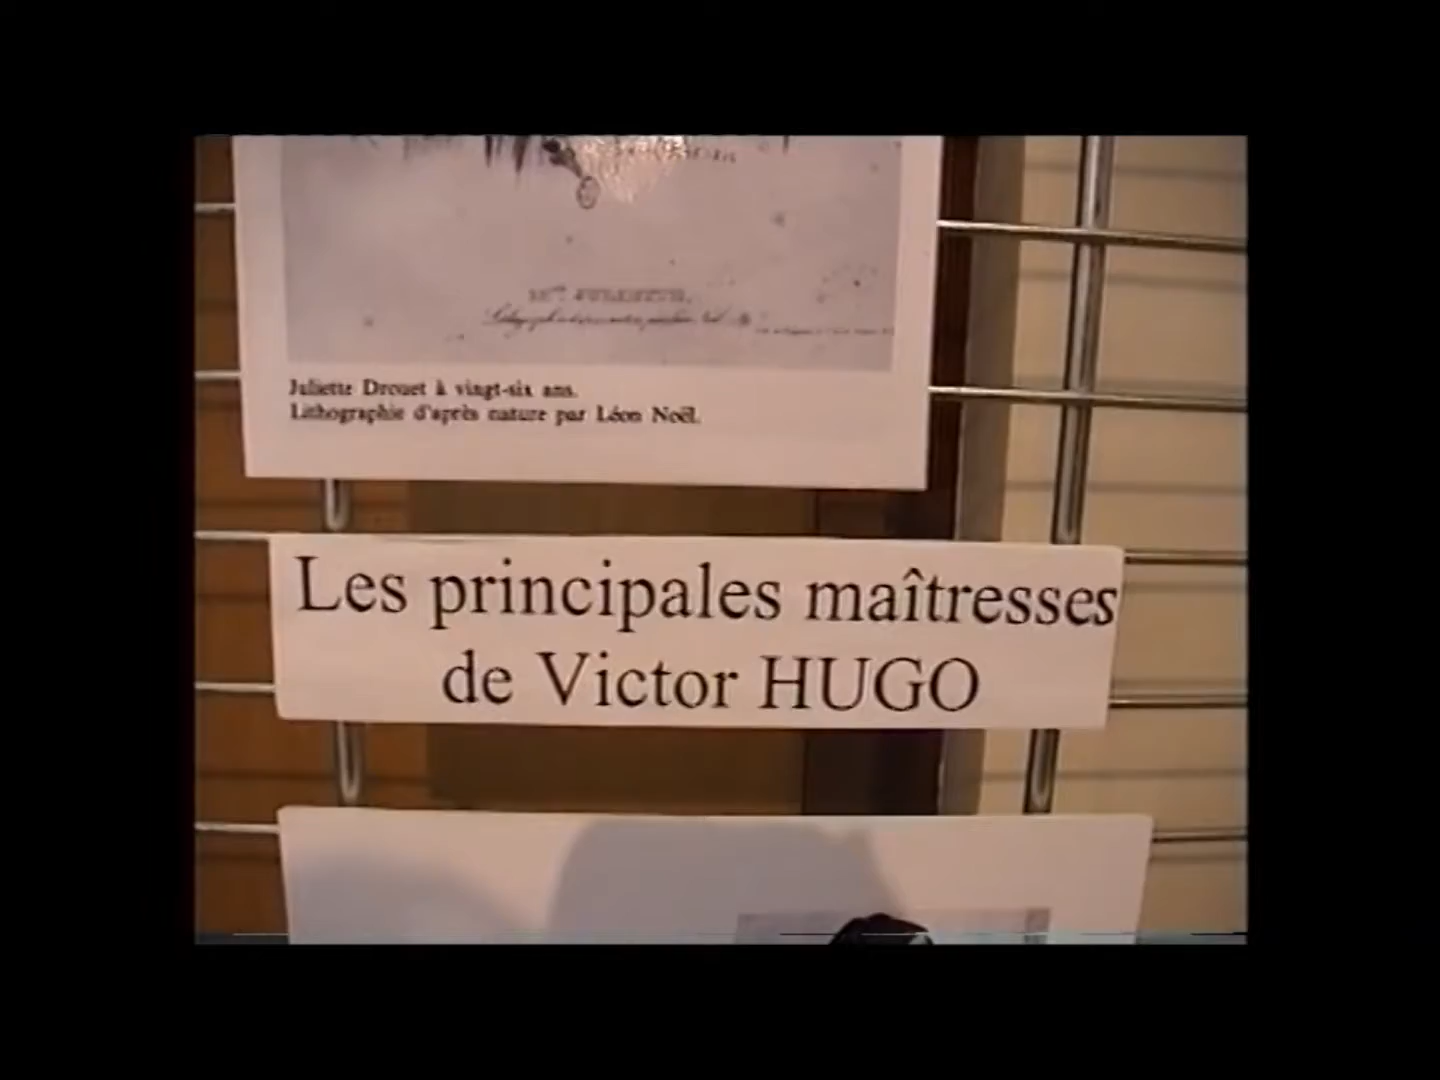 Juliette Drouet à vingt-six ans.
Lithographie d'après nature par Léon Noël.
Les principales maîtresses
de Victor HUGO